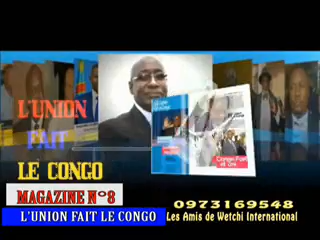 L'UNION
FAIT
LE CONGO
MAGAZINE N°8
L'UNION FAIT LE CONGO
0973169548
Les Amis de Wetchi International